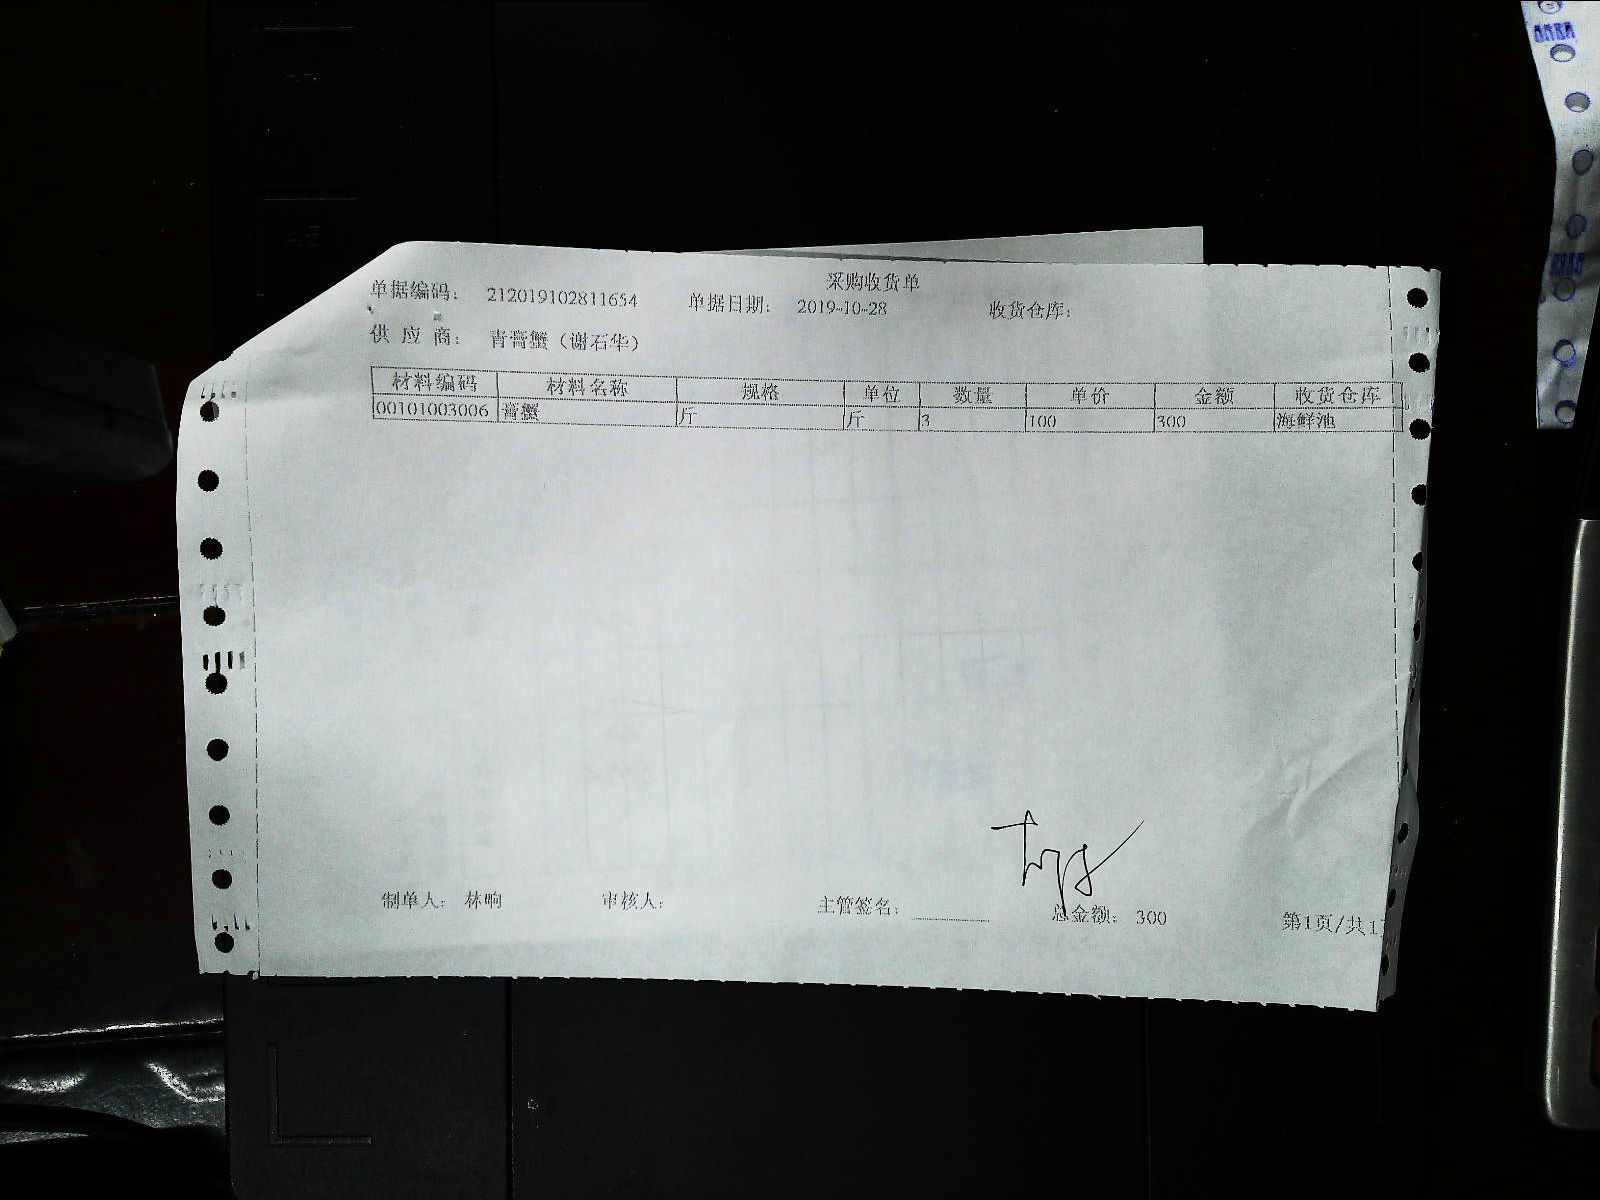 采购收货单
单据编码： 212019102811654 单据日期： 2019-10-28 收货仓库：
供 应 商： 青膏蟹（谢石华）
材料编码 材料名称 规格 单位 数量 单价 金额 收货仓库
00101003006 膏蟹 斤 斤 3 100 300 海鲜池
制单人： 林晌 审核人： 主管签名： 总金额： 300 第1页/共1